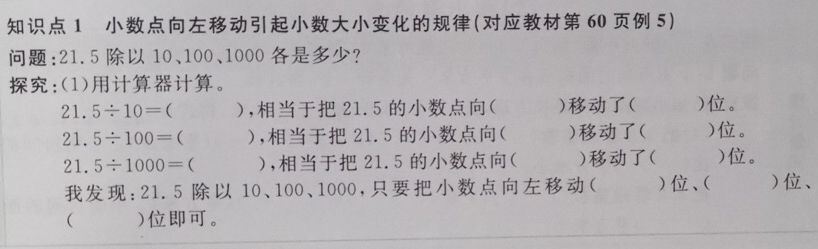 知识点 1 小数点向左移动引起小数大小变化的规律(对应教材第 60 页例 5)
问题:21.5 除以 10、100、1000 各是多少?
探究:(1)用计算器计算。
21.5÷10=(    ),相当于把 21.5 的小数点向(    )移动了(    )位。
21.5÷100=(    ),相当于把 21.5 的小数点向(    )移动了(    )位。
21.5÷1000=(    ),相当于把 21.5 的小数点向(    )移动了(    )位。
我发现:21.5 除以 10、100、1000,只要把小数点向左移动(    )位、(    )位、
(    )位即可。